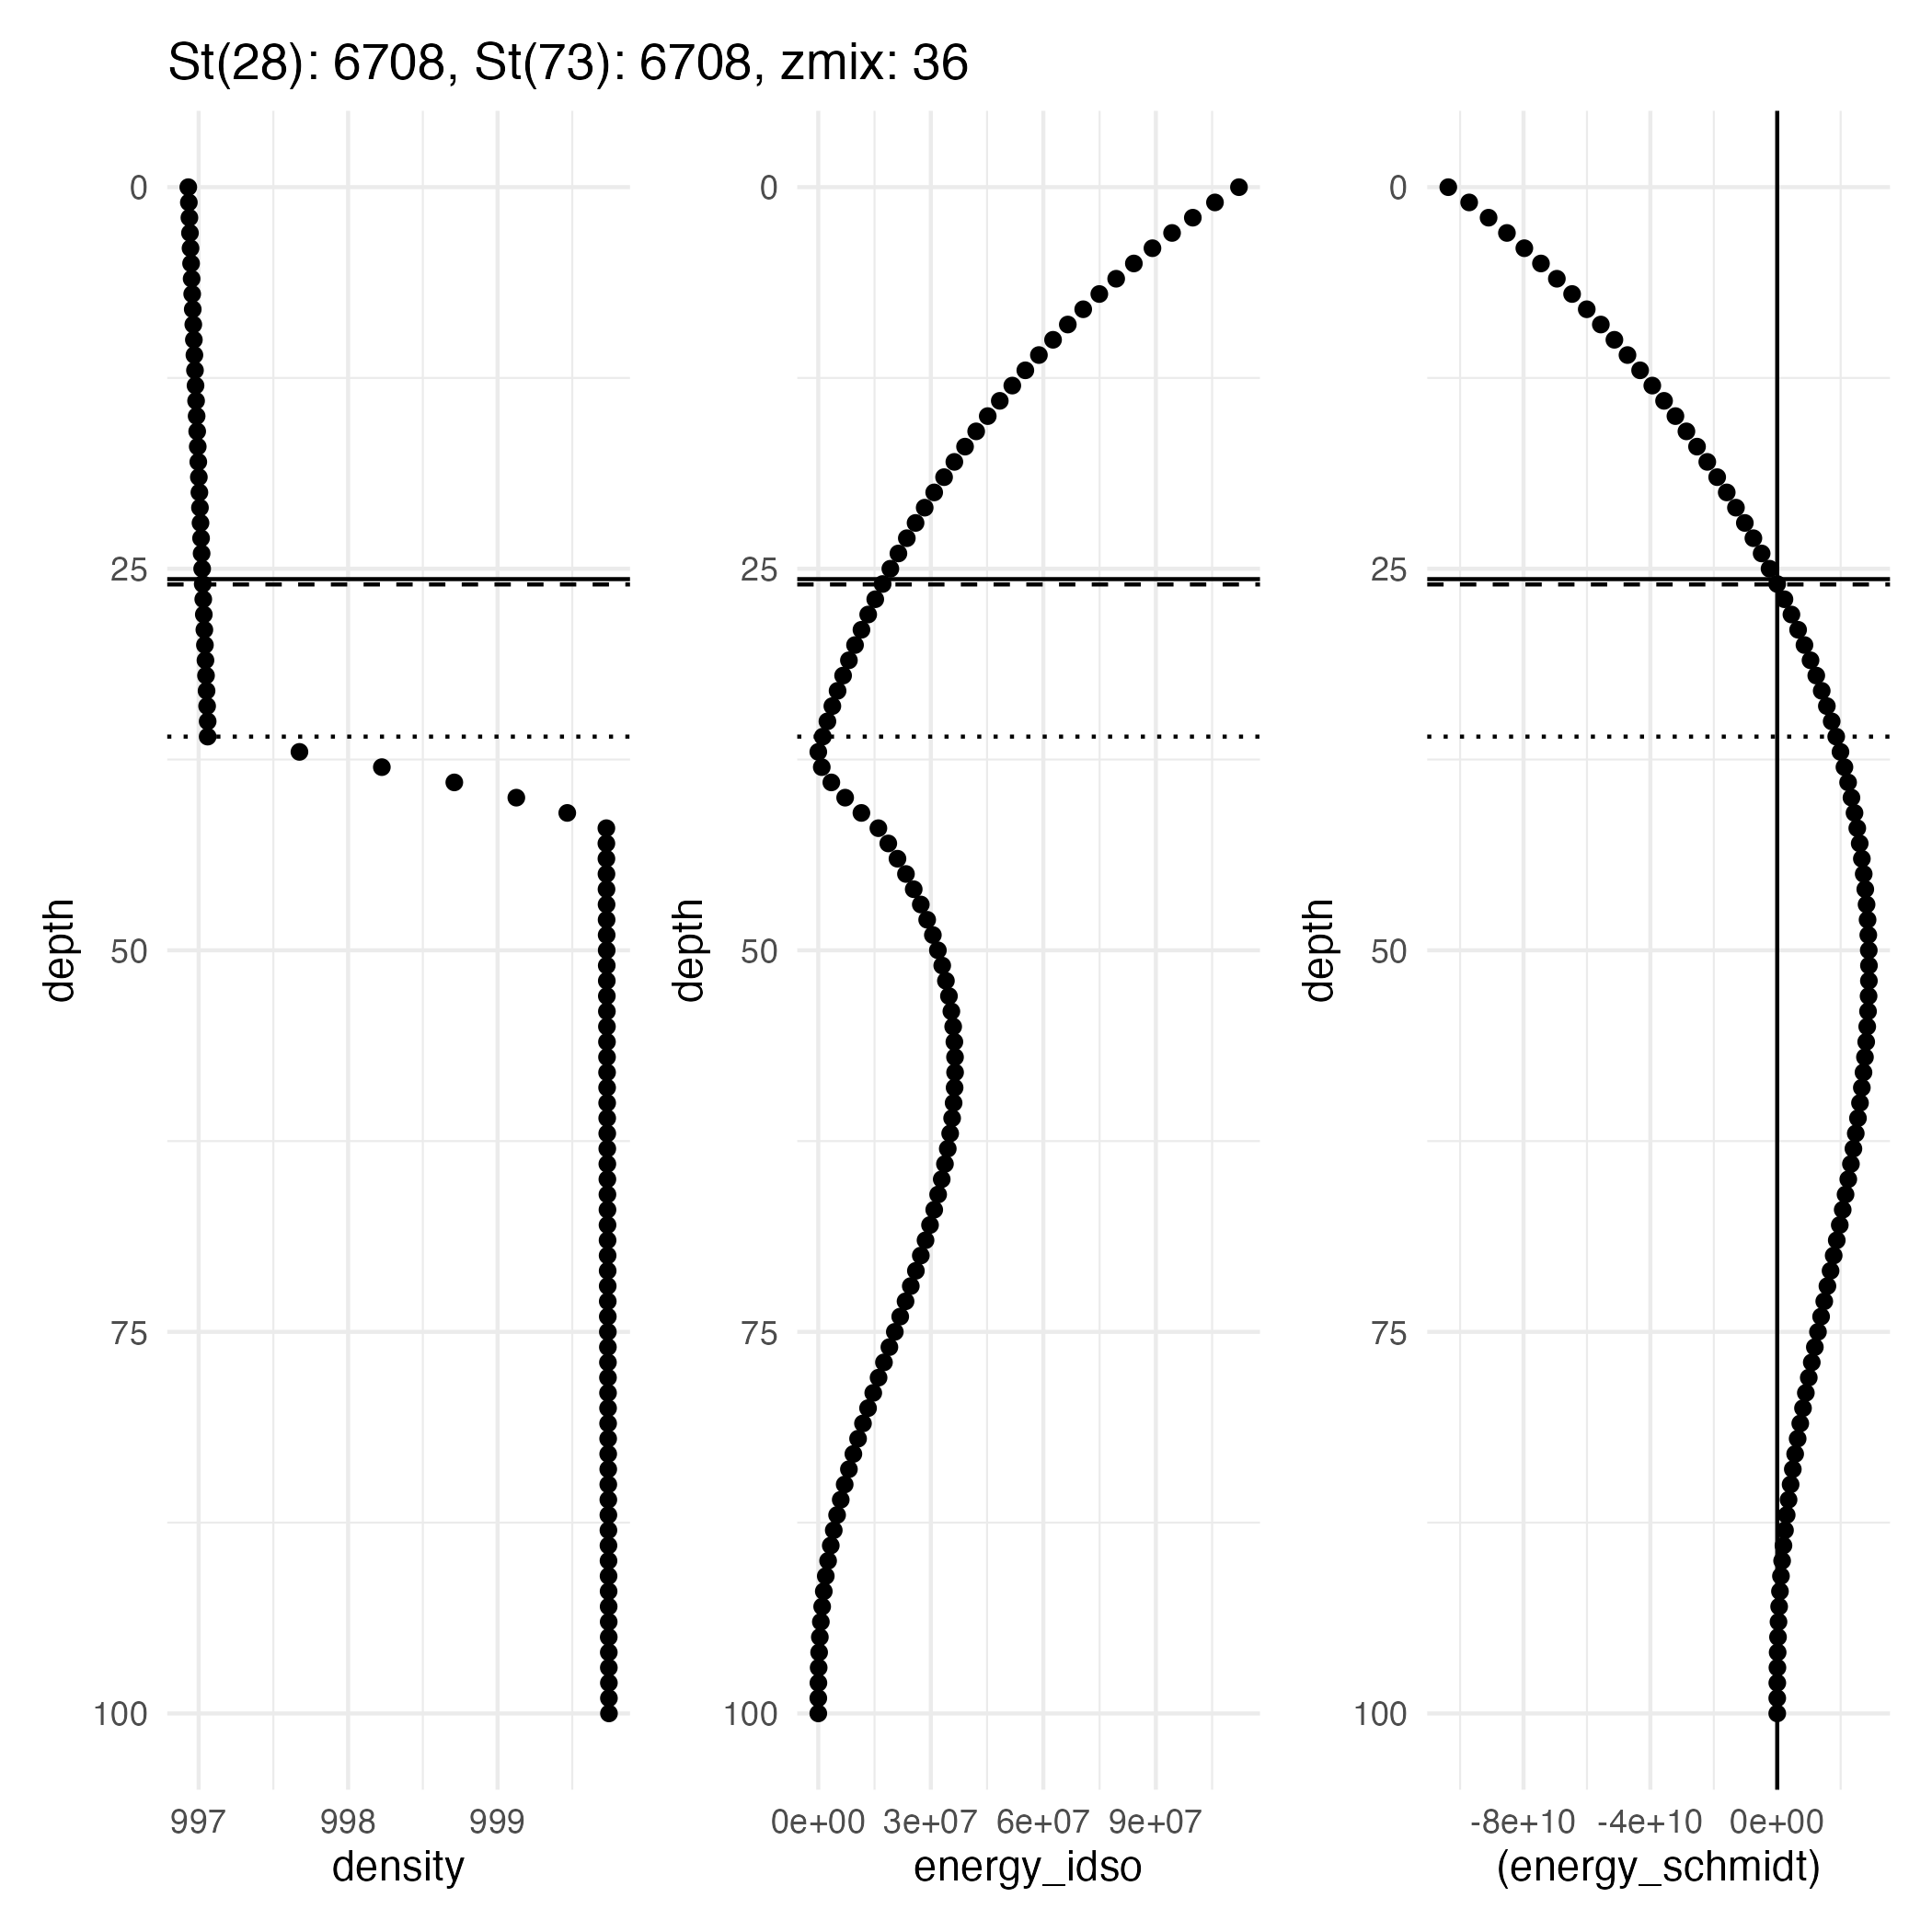 St(28): 6708, St(73): 6708, zmix: 36
0
25
50
75
100
depth
997 998 999
density
0
25
50
75
100
depth
0e+00 3e+07 6e+07 9e+07
energy_idso
0
25
50
75
100
depth
-8e+10 -4e+10 0e+00
(energy_schmidt)